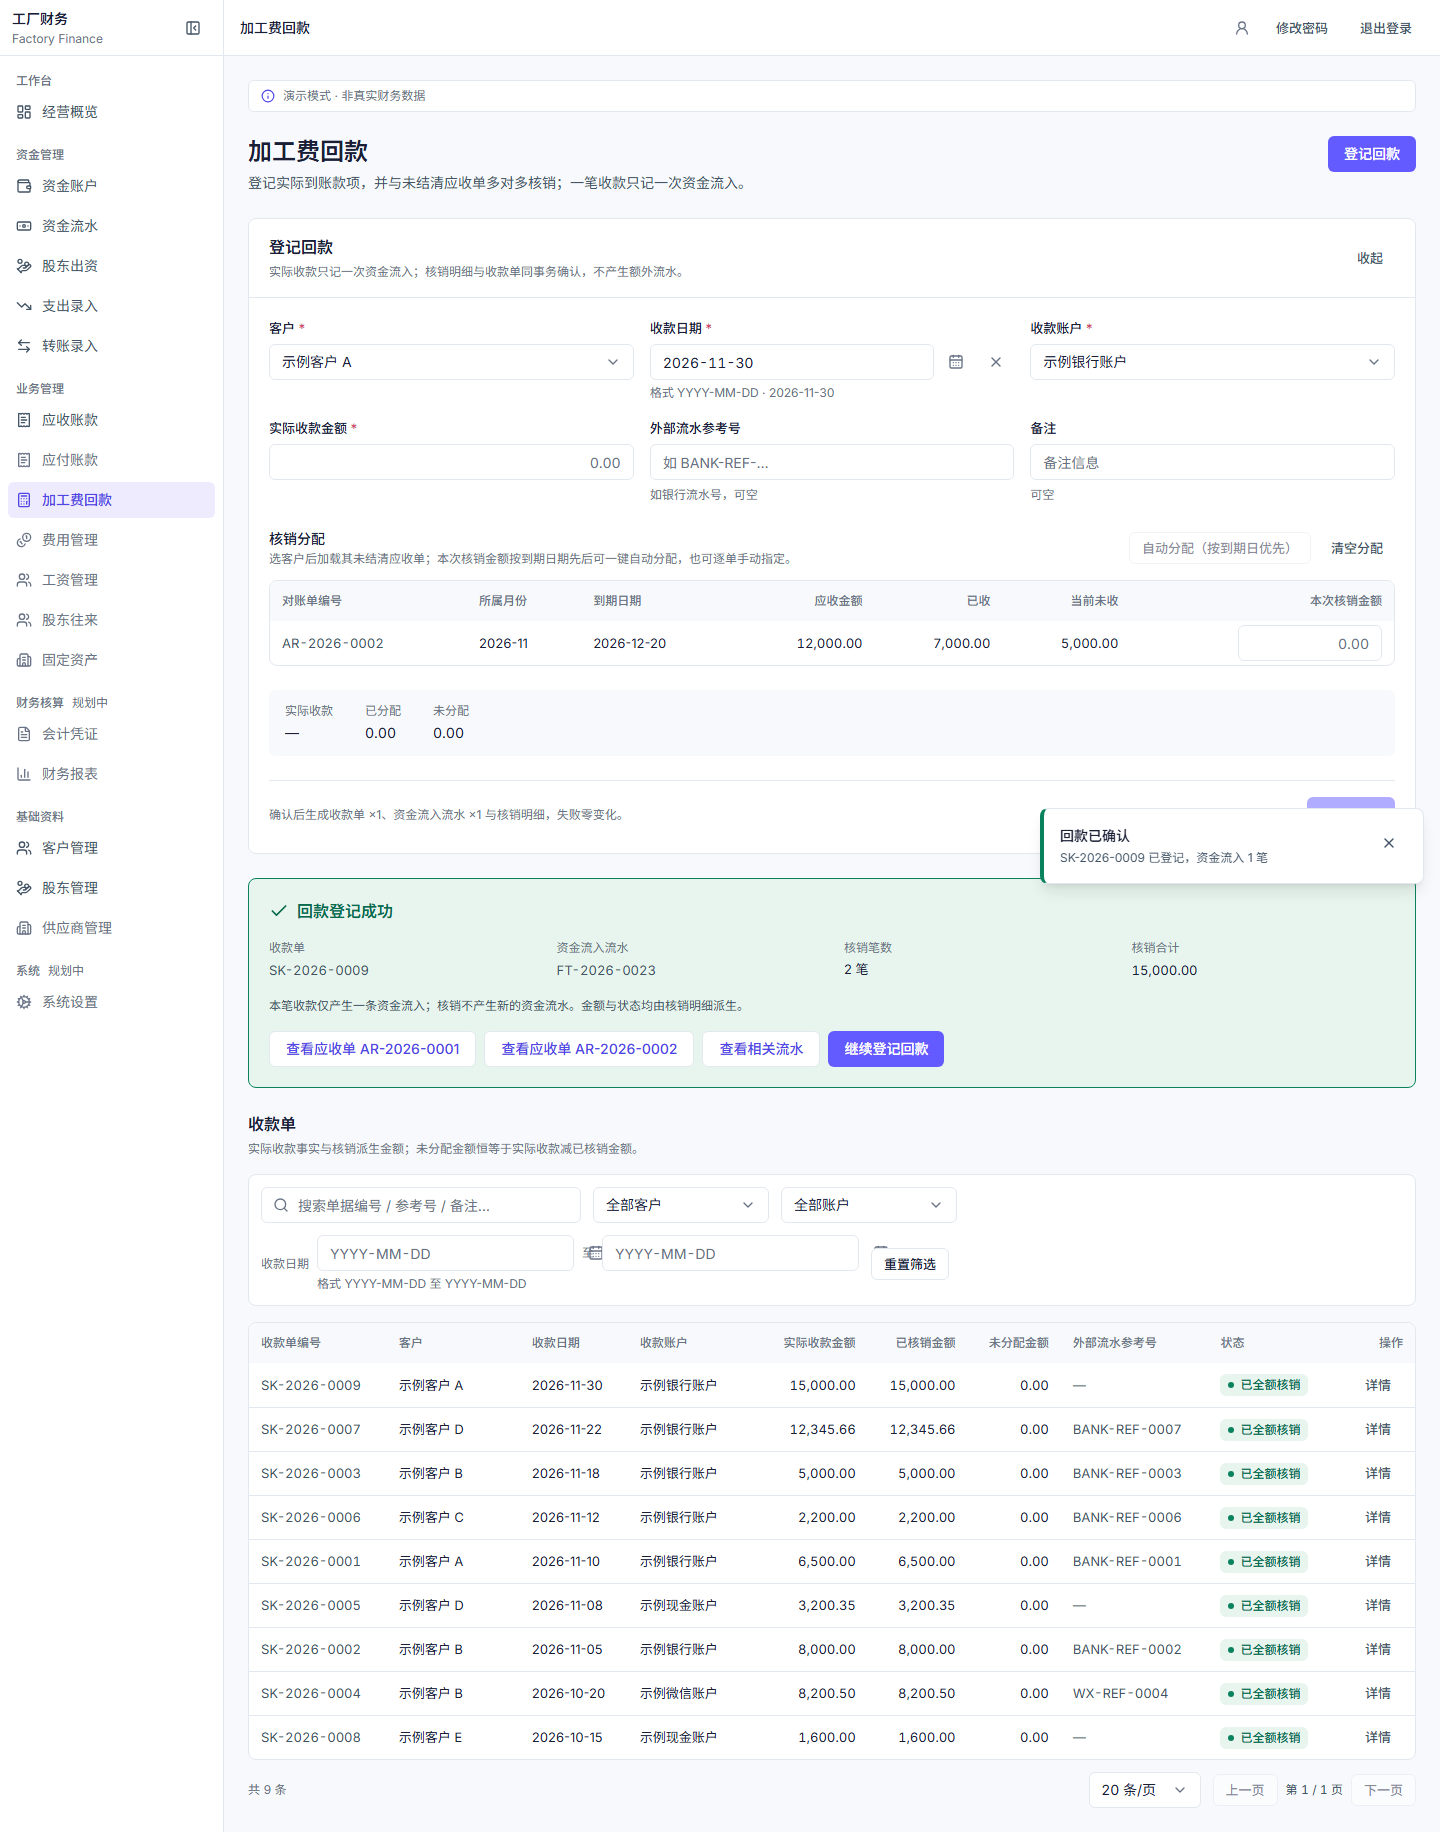 工厂财务
Factory Finance
加工费回款
修改密码
退出登录
工作台
经营概览
资金管理
资金账户
资金流水
股东出资
支出录入
转账录入
业务管理
应收账款
应付账款
加工费回款
费用管理
工资管理
股东往来
固定资产
财务核算 规划中
会计凭证
财务报表
基础资料
客户管理
股东管理
供应商管理
系统 规划中
系统设置
演示模式 · 非真实财务数据
加工费回款
登记实际到账款项，并与未结清应收单多对多核销；一笔收款只记一次资金流入。
登记回款
登记回款
实际收款只记一次资金流入；核销明细与收款单同事务确认，不产生额外流水。
收起
客户 * 收款日期 * 收款账户 *
示例客户 A 2026-11-30 示例银行账户
格式 YYYY-MM-DD · 2026-11-30
实际收款金额 * 外部流水参考号 备注
0.00 如 BANK-REF-... 备注信息
如银行流水号，可空 可空
核销分配
选客户后加载其未结清应收单；本次核销金额按到期日期先后可一键自动分配，也可逐单手动指定。
自动分配（按到期日优先） 清空分配
对账单编号 所属月份 到期日期 应收金额 已收 当前未收 本次核销金额
AR-2026-0002 2026-11 2026-12-20 12,000.00 7,000.00 5,000.00 0.00
实际收款 已分配 未分配
— 0.00 0.00
确认后生成收款单 ×1、资金流入流水 ×1 与核销明细，失败零变化。
回款已确认
SK-2026-0009 已登记，资金流入 1 笔
回款登记成功
收款单 资金流入流水 核销笔数 核销合计
SK-2026-0009 FT-2026-0023 2 笔 15,000.00
本笔收款仅产生一条资金流入；核销不产生新的资金流水。金额与状态均由核销明细派生。
查看应收单 AR-2026-0001 查看应收单 AR-2026-0002 查看相关流水 继续登记回款
收款单
实际收款事实与核销派生金额；未分配金额恒等于实际收款减已核销金额。
搜索单据编号 / 参考号 / 备注... 全部客户 全部账户
收款日期 YYYY-MM-DD 至 YYYY-MM-DD 重置筛选
格式 YYYY-MM-DD 至 YYYY-MM-DD
收款单编号 客户 收款日期 收款账户 实际收款金额 已核销金额 未分配金额 外部流水参考号 状态 操作
SK-2026-0009 示例客户 A 2026-11-30 示例银行账户 15,000.00 15,000.00 0.00 — 已全额核销 详情
SK-2026-0007 示例客户 D 2026-11-22 示例银行账户 12,345.66 12,345.66 0.00 BANK-REF-0007 已全额核销 详情
SK-2026-0003 示例客户 B 2026-11-18 示例银行账户 5,000.00 5,000.00 0.00 BANK-REF-0003 已全额核销 详情
SK-2026-0006 示例客户 C 2026-11-12 示例银行账户 2,200.00 2,200.00 0.00 BANK-REF-0006 已全额核销 详情
SK-2026-0001 示例客户 A 2026-11-10 示例银行账户 6,500.00 6,500.00 0.00 BANK-REF-0001 已全额核销 详情
SK-2026-0005 示例客户 D 2026-11-08 示例现金账户 3,200.35 3,200.35 0.00 — 已全额核销 详情
SK-2026-0002 示例客户 B 2026-11-05 示例银行账户 8,000.00 8,000.00 0.00 BANK-REF-0002 已全额核销 详情
SK-2026-0004 示例客户 B 2026-10-20 示例微信账户 8,200.50 8,200.50 0.00 WX-REF-0004 已全额核销 详情
SK-2026-0008 示例客户 E 2026-10-15 示例现金账户 1,600.00 1,600.00 0.00 — 已全额核销 详情
共 9 条 20 条/页 上一页 第 1 / 1 页 下一页